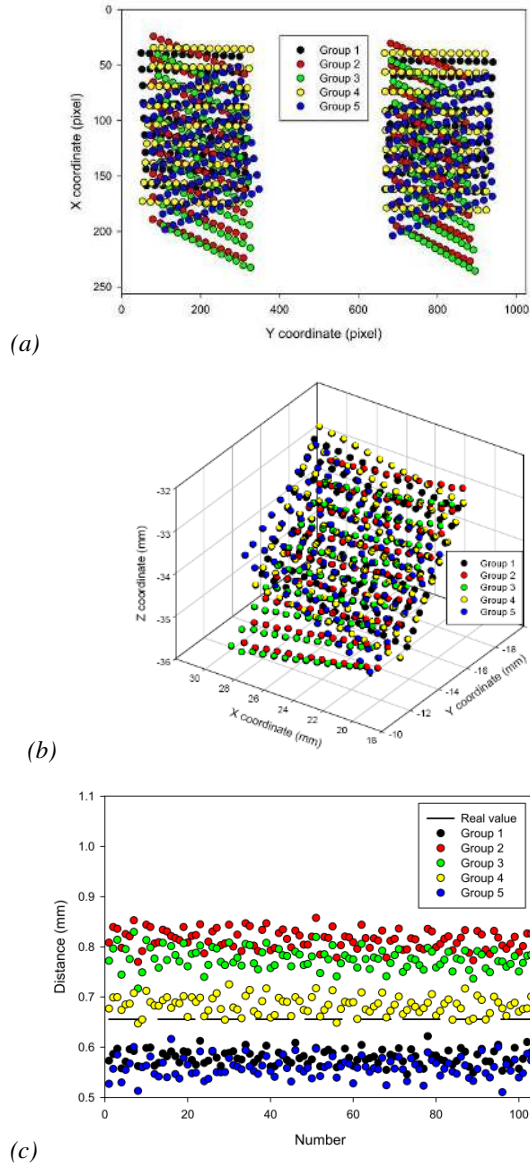 0
50
100
150
200
250
X coordinate (pixel)
Group 1
Group 2
Group 3
Group 4
Group 5
0 200 400 600 800 1000
Y coordinate (pixel)
(a)
-32
-33
-34
-35
-36
Z coordinate (mm)
Group 1
Group 2
Group 3
Group 4
Group 5
30 28 26 24 22 20 18
X coordinate (mm)
-10 -12 -14 -16 -18
Y coordinate (mm)
(b)
1.1
1.0
0.9
0.8
0.7
0.6
0.5
Distance (mm)
Real value
Group 1
Group 2
Group 3
Group 4
Group 5
0 20 40 60 80 100
Number
(c)